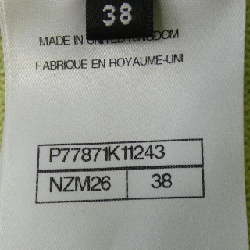 38
MADE IN UNITED KINGDOM
FABRIQUE EN ROYAUME-UNI
P77871K11243
NZM26 38